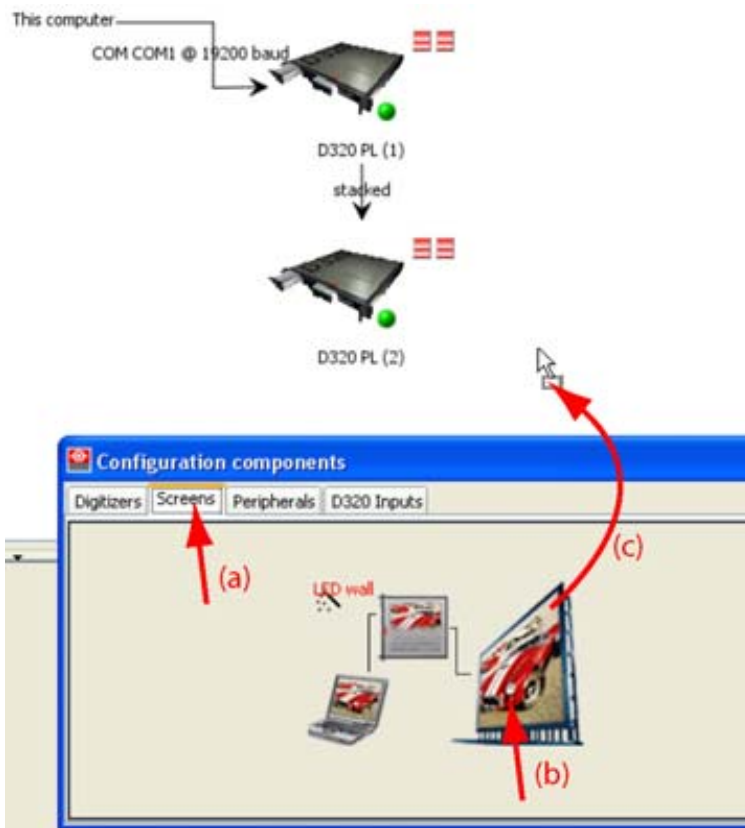 This computer
COM COM1 @ 19200 baud
D320 PL (1)
stacked
D320 PL (2)
Configuration components
Digitizers Screens Peripherals D320 Inputs
(a)
(c)
LED wall
(b)